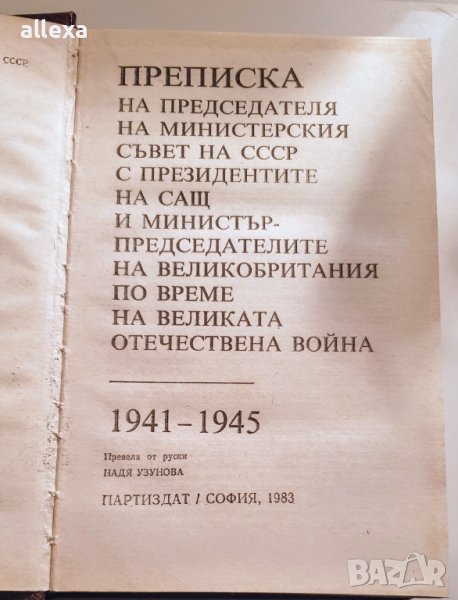 allexa
СССР
ПРЕПИСКА
НА ПРЕДСЕДАТЕЛЯ
НА МИНИСТЕРСКИЯ
СЪВЕТ НА СССР
С ПРЕЗИДЕНТИТЕ
НА САЩ
И МИНИСТЪР-
ПРЕДСЕДАТЕЛИТЕ
НА ВЕЛИКОБРИТАНИЯ
ПО ВРЕМЕ
НА ВЕЛИКАТА
ОТЕЧЕСТВЕНА ВОЙНА
1941–1945
Превела от руски
НАДЯ УЗУНОВА
ПАРТИЗДАТ / СОФИЯ, 1983
BAZAR